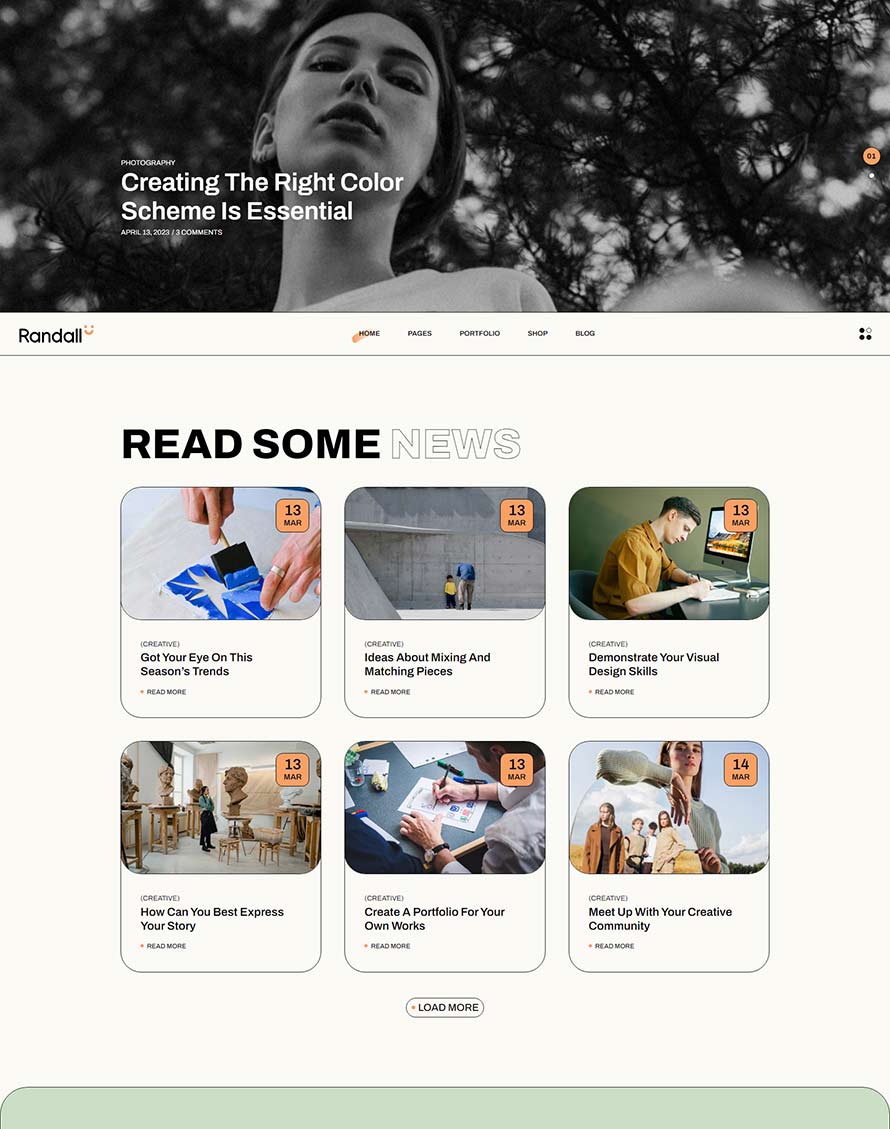 PHOTOGRAPHY
Creating The Right Color
Scheme Is Essential
APRIL 13, 2023 / 3 COMMENTS
01
Randall
HOME
PAGES
PORTFOLIO
SHOP
BLOG
READ SOME NEWS
13
MAR
(CREATIVE)
Got Your Eye On This
Season's Trends
READ MORE
13
MAR
(CREATIVE)
Ideas About Mixing And
Matching Pieces
READ MORE
13
MAR
(CREATIVE)
Demonstrate Your Visual
Design Skills
READ MORE
13
MAR
(CREATIVE)
How Can You Best Express
Your Story
READ MORE
13
MAR
(CREATIVE)
Create A Portfolio For Your
Own Works
READ MORE
14
MAR
(CREATIVE)
Meet Up With Your Creative
Community
READ MORE
LOAD MORE